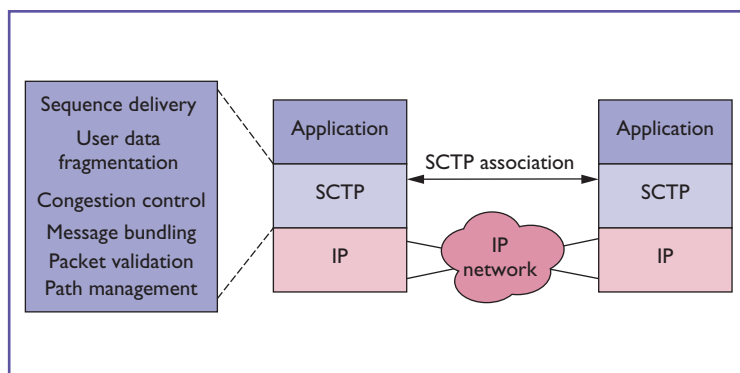 Sequence delivery
User data
fragmentation
Congestion control
Message bundling
Packet validation
Path management
Application
SCTP
IP
SCTP association
IP
network
Application
SCTP
IP